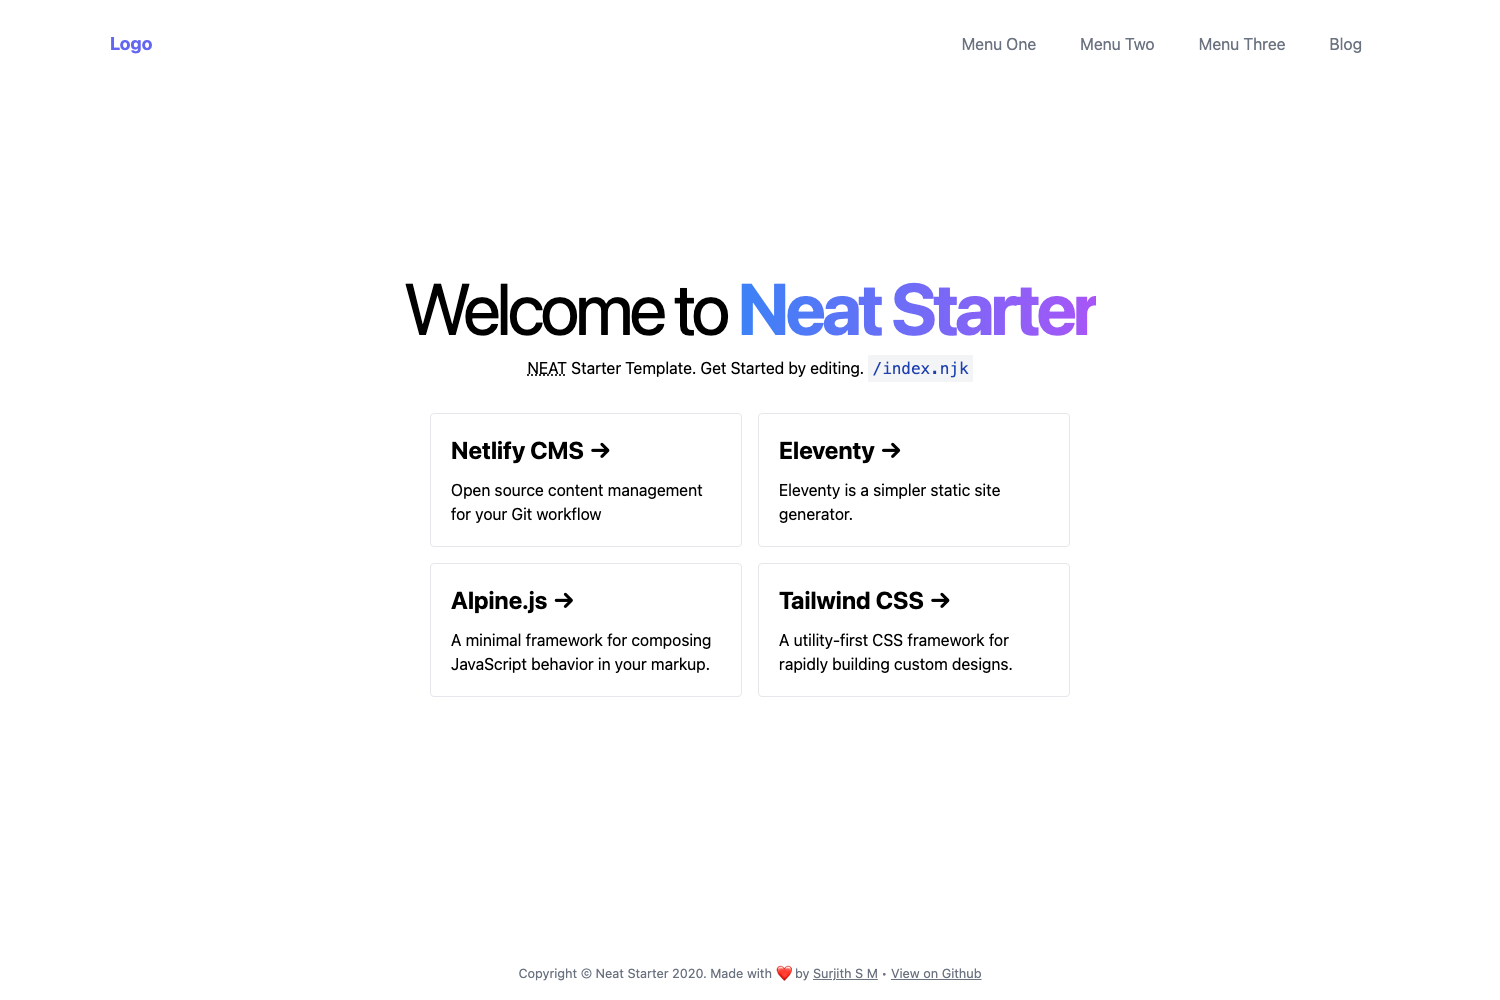 Logo
Menu One
Menu Two
Menu Three
Blog
Welcome to Neat Starter
NEAT Starter Template. Get Started by editing. /index.njk
Netlify CMS →
Open source content management
for your Git workflow
Eleventy →
Eleventy is a simpler static site
generator.
Alpine.js →
A minimal framework for composing
JavaScript behavior in your markup.
Tailwind CSS →
A utility-first CSS framework for
rapidly building custom designs.
Copyright © Neat Starter 2020. Made with ❤️ by Surjith S M • View on Github